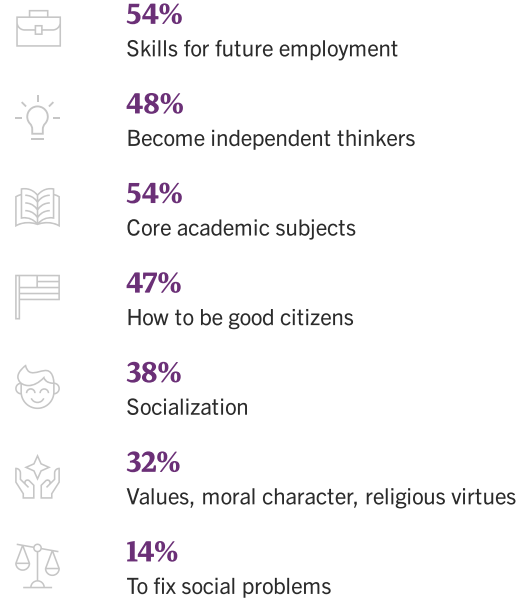 54%
Skills for future employment
48%
Become independent thinkers
54%
Core academic subjects
47%
How to be good citizens
38%
Socialization
32%
Values, moral character, religious virtues
14%
To fix social problems